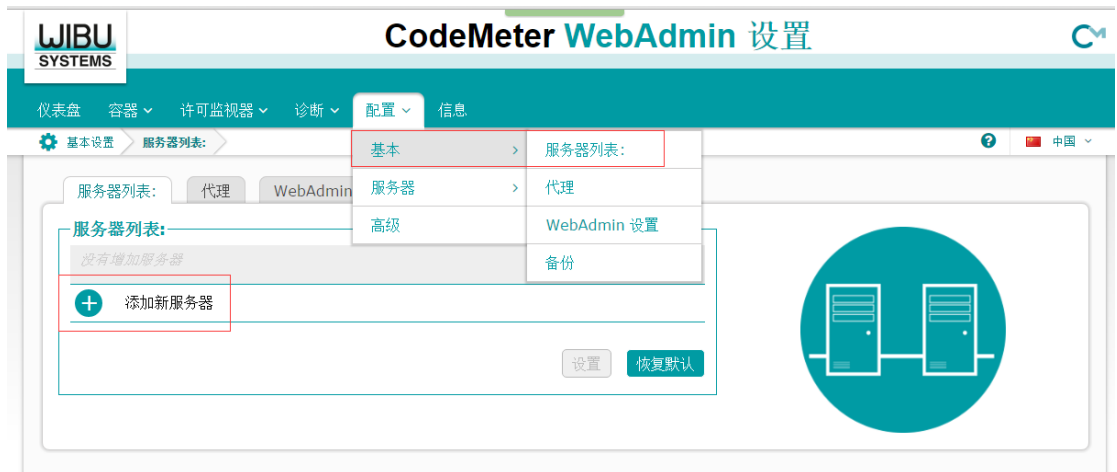 WIBU
SYSTEMS
CodeMeter WebAdmin 设置
仪表盘 容器 许可监视器 诊断 配置 信息
基本设置 服务器列表:
中国
基本
服务器列表:
服务器
代理
高级
WebAdmin 设置
备份
服务器列表: 代理 WebAdmin
服务器列表:
没有增加服务器
添加新服务器
设置 恢复默认